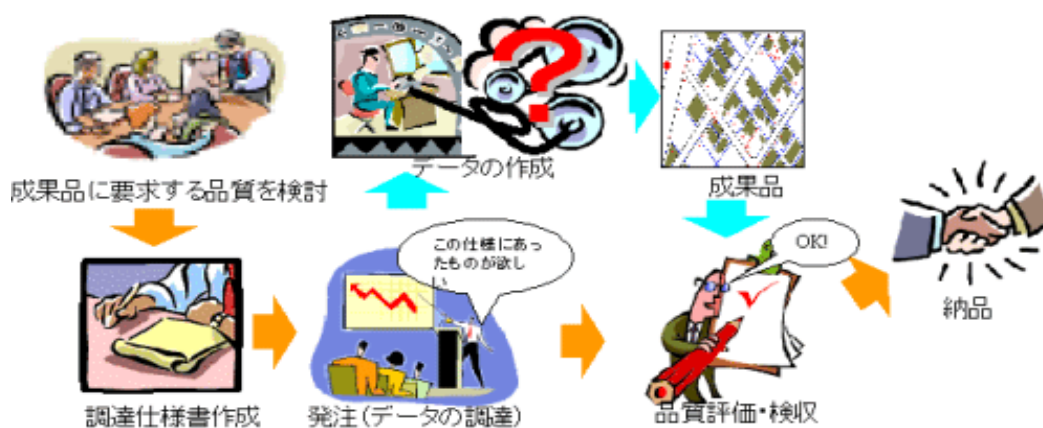 成果品に要求する品質を検討
データの作成
成果品
調達仕様書作成
この仕様にあっ
たものが欲し
い
発注(データの調達)
OK!
品質評価・検収
納品